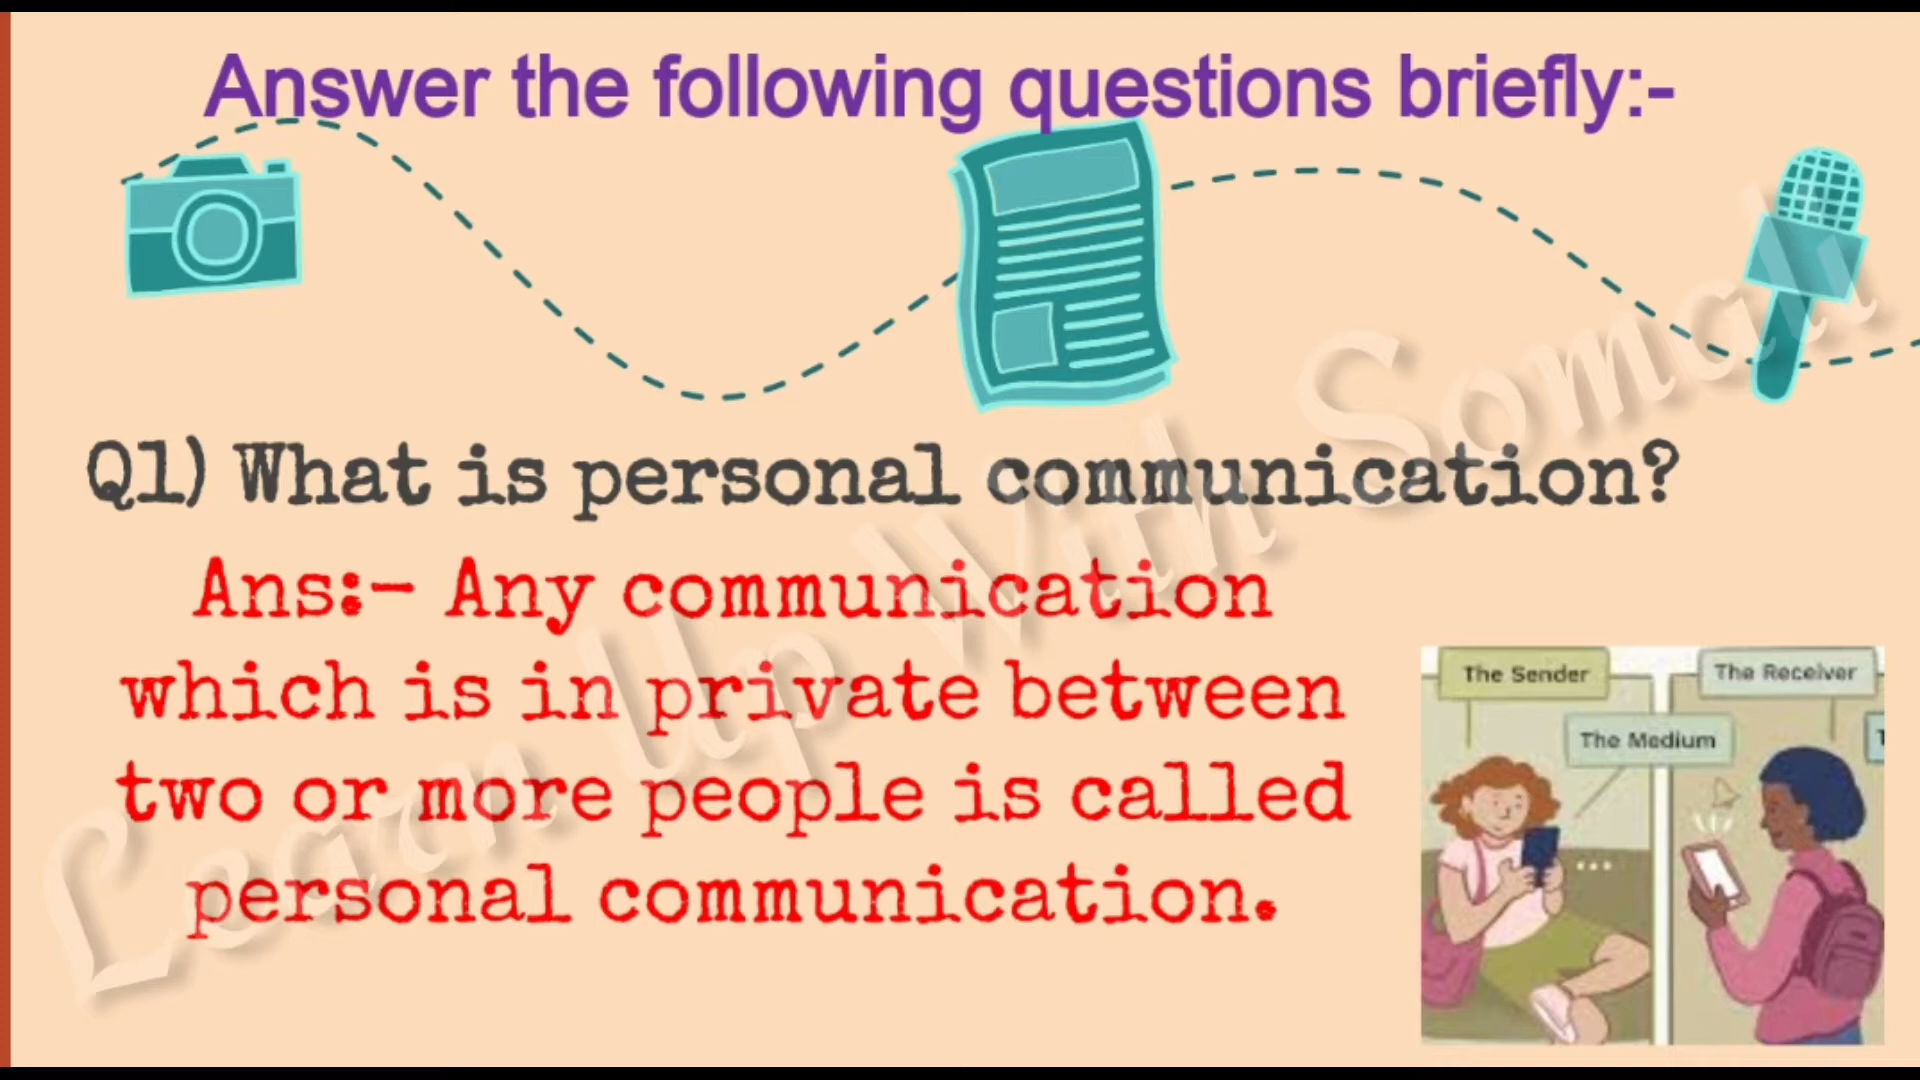 Answer the following questions briefly:-
Q1) What is personal communication?
Ans:- Any communication
which is in private between
two or more people is called
personal communication.
The Sender
The Receiver
The Medium
Learn Up With Somali